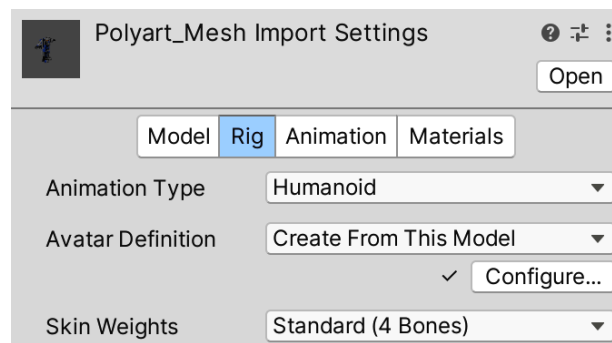 Polyart_Mesh Import Settings
Open
Model Rig Animation Materials
Animation Type Humanoid
Avatar Definition Create From This Model
Configure...
Skin Weights Standard (4 Bones)